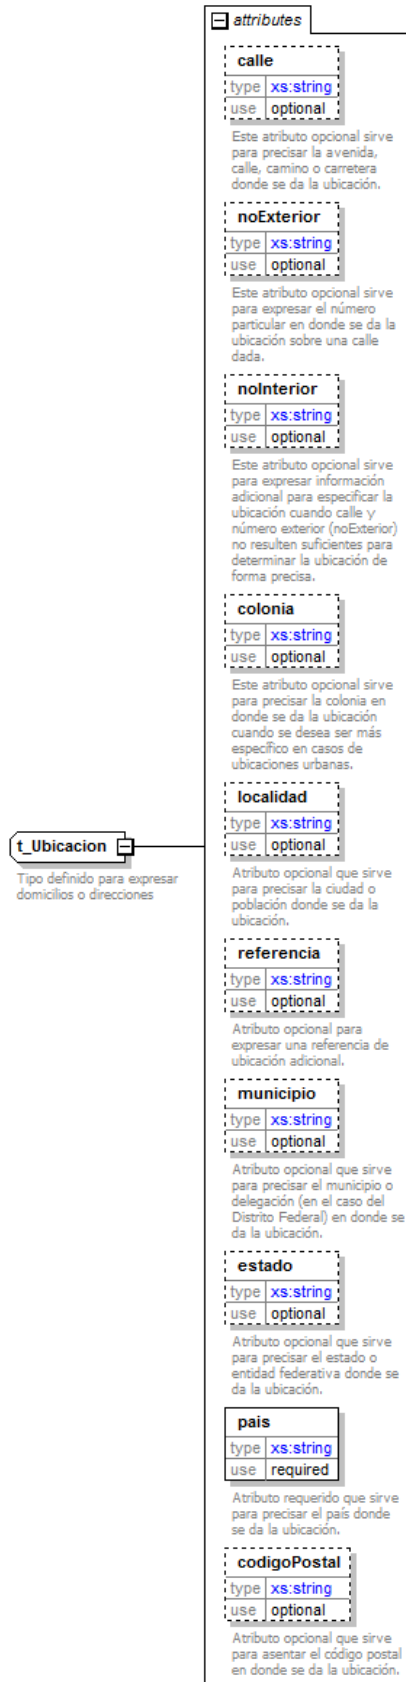 attributes
calle
type xs:string
use optional
Este atributo opcional sirve
para precisar la avenida,
calle, camino o carretera
donde se da la ubicación.
noExterior
type xs:string
use optional
Este atributo opcional sirve
para expresar el número
particular en donde se da la
ubicación sobre una calle
dada.
noInterior
type xs:string
use optional
Este atributo opcional sirve
para expresar información
adicional para especificar la
ubicación cuando calle y
número exterior (noExterior)
no resulten suficientes para
determinar la ubicación de
forma precisa.
colonia
type xs:string
use optional
Este atributo opcional sirve
para precisar la colonia en
donde se da la ubicación
cuando se desea ser más
específico en casos de
ubicaciones urbanas.
localidad
type xs:string
use optional
Atributo opcional que sirve
para precisar la ciudad o
población donde se da la
ubicación.
t_Ubicacion
Tipo definido para expresar
domicilios o direcciones
referencia
type xs:string
use optional
Atributo opcional para
expresar una referencia de
ubicación adicional.
municipio
type xs:string
use optional
Atributo opcional que sirve
para precisar el municipio o
delegación (en el caso del
Distrito Federal) en donde se
da la ubicación.
estado
type xs:string
use optional
Atributo opcional que sirve
para precisar el estado o
entidad federativa donde se
da la ubicación.
pais
type xs:string
use required
Atributo requerido que sirve
para precisar el país donde
se da la ubicación.
codigoPostal
type xs:string
use optional
Atributo opcional que sirve
para asentar el código postal
en donde se da la ubicación.